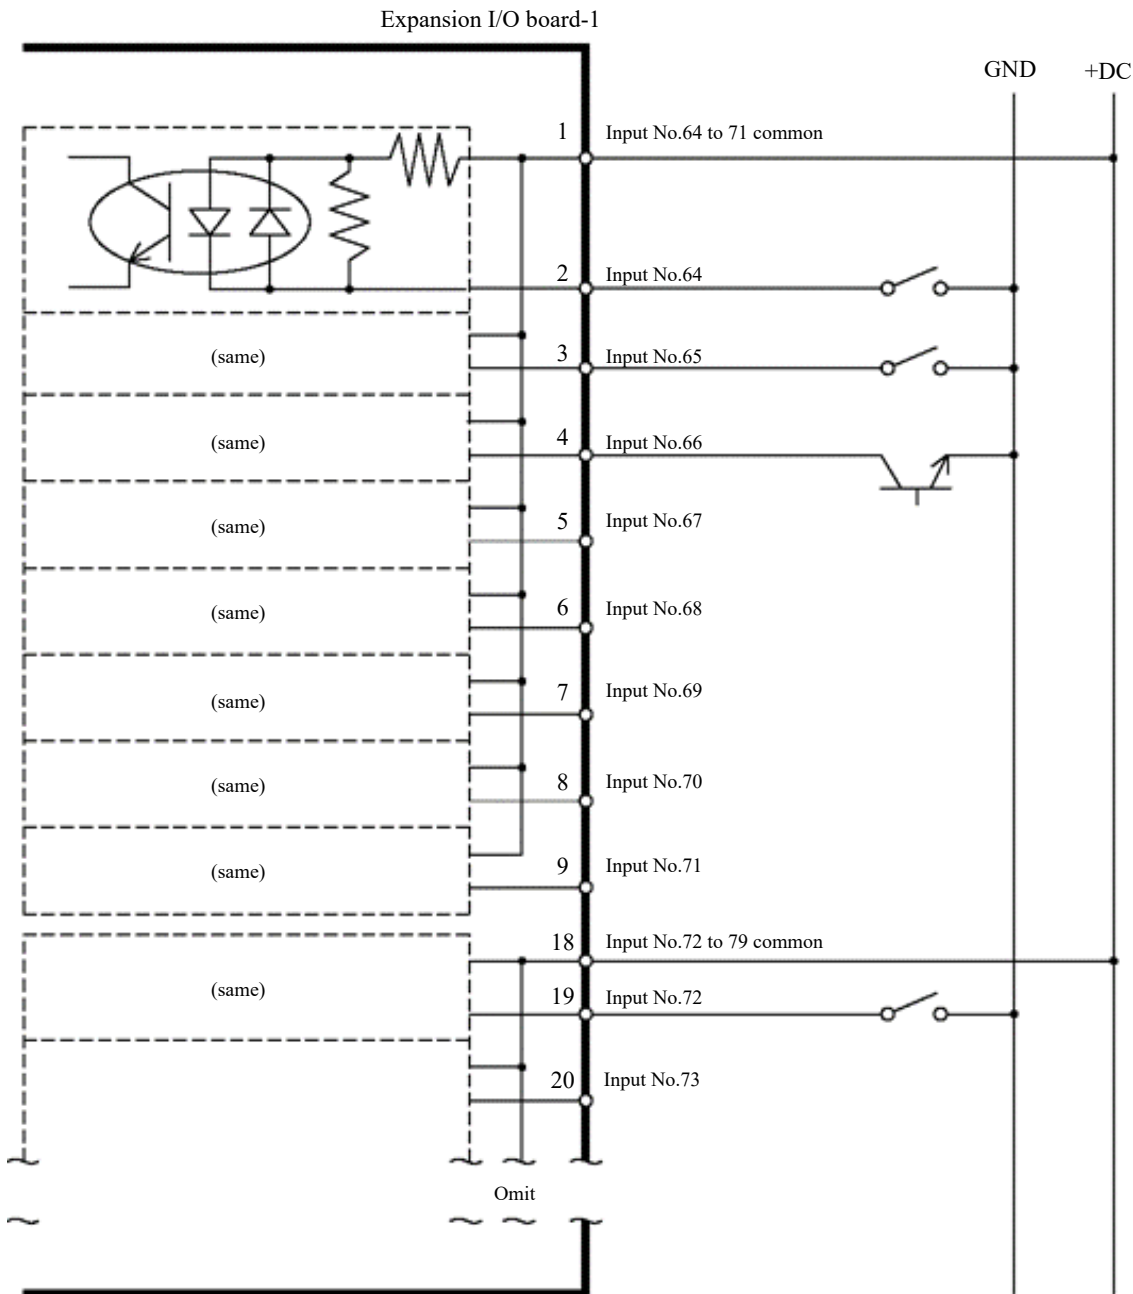 Expansion I/O board-1
GND
+DC
1 Input No.64 to 71 common
2 Input No.64
(same)
3 Input No.65
(same)
4 Input No.66
(same)
5 Input No.67
(same)
6 Input No.68
(same)
7 Input No.69
(same)
8 Input No.70
(same)
9 Input No.71
18 Input No.72 to 79 common
(same)
19 Input No.72
20 Input No.73
Omit